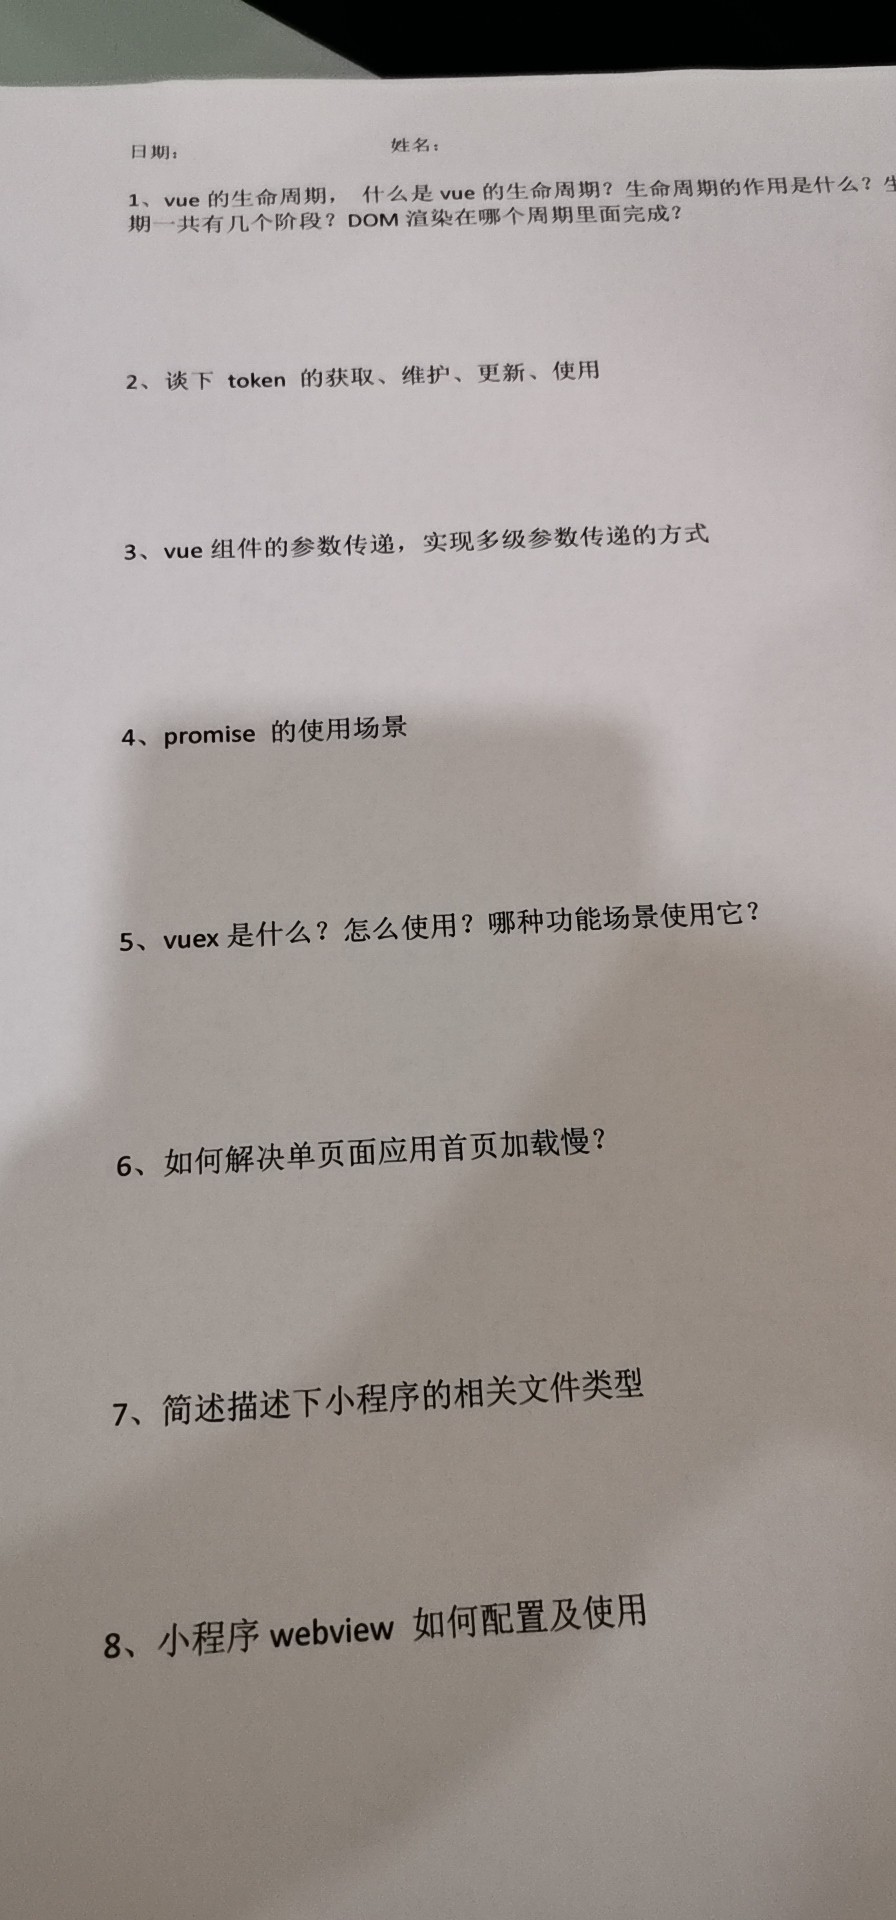 日期： 姓名：
1、vue 的生命周期， 什么是 vue 的生命周期？生命周期的作用是什么？生
期一共有几个阶段？DOM 渲染在哪个周期里面完成？
2、谈下 token 的获取、维护、更新、使用
3、vue 组件的参数传递，实现多级参数传递的方式
4、promise 的使用场景
5、vuex 是什么？怎么使用？哪种功能场景使用它？
6、如何解决单页面应用首页加载慢？
7、简述描述下小程序的相关文件类型
8、小程序 webview 如何配置及使用